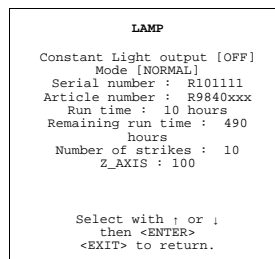 LAMP
Constant Light output [OFF]
Mode [NORMAL]
Serial number : R101111
Article number : R9840xxx
Run time : 10 hours
Remaining run time : 490
hours
Number of strikes : 10
Z_AXIS : 100
Select with ↑ or ↓
then <ENTER>
<EXIT> to return.